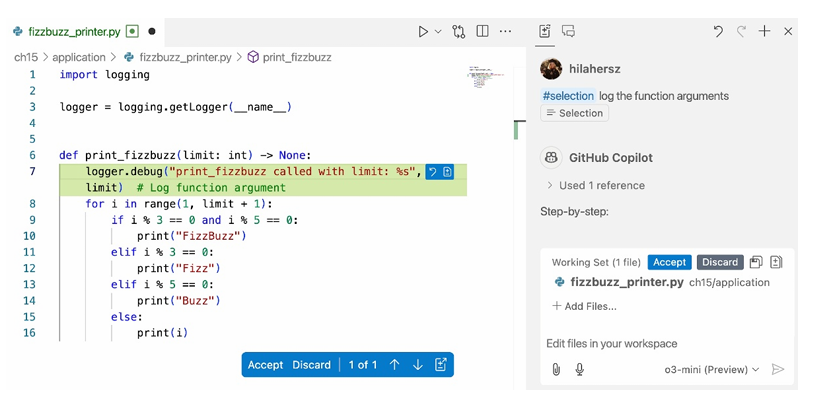 fizzbuzz_printer.py
ch15 > application > fizzbuzz_printer.py > print_fizzbuzz
1 import logging
2
3 logger = logging.getLogger(__name__)
4
5
6 def print_fizzbuzz(limit: int) -> None:
7 logger.debug("print_fizzbuzz called with limit: %s",
limit) # Log function argument
8 for i in range(1, limit + 1):
9 if i % 3 == 0 and i % 5 == 0:
10 print("FizzBuzz")
11 elif i % 3 == 0:
12 print("Fizz")
13 elif i % 5 == 0:
14 print("Buzz")
15 else:
16 print(i)
Accept Discard 1 of 1
hilahersz
#selection log the function arguments
Selection
GitHub Copilot
> Used 1 reference
Step-by-step:
Working Set (1 file) Accept Discard
fizzbuzz_printer.py ch15/application
+ Add Files...
Edit files in your workspace
o3-mini (Preview)